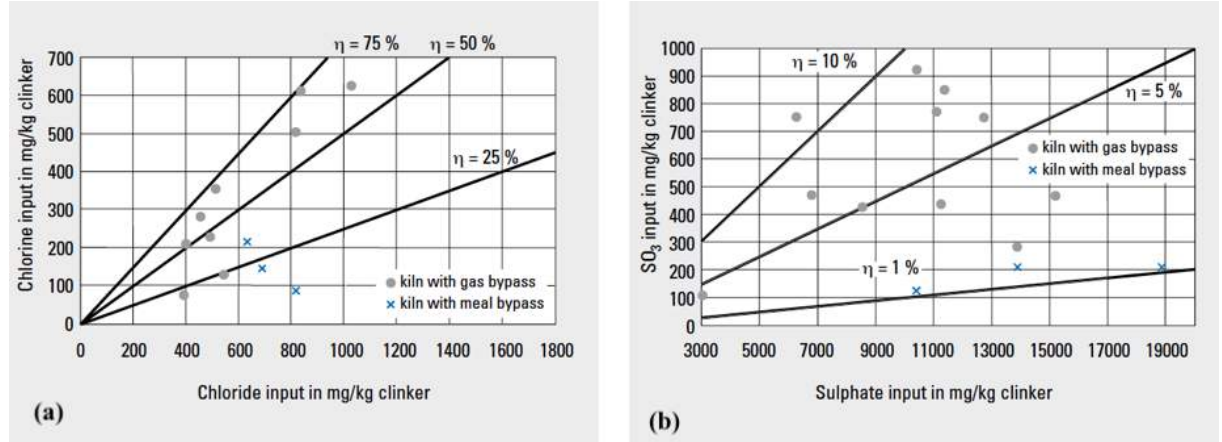 Chlorine input in mg/kg clinker
700
600
500
400
300
200
100
0
η = 75 %
η = 50 %
η = 25 %
kiln with gas bypass
kiln with meal bypass
0 200 400 600 800 1000 1200 1400 1600 1800
Chloride input in mg/kg clinker
(a)
SO3 input in mg/kg clinker
1000
900
800
700
600
500
400
300
200
100
0
η = 10 %
η = 5 %
kiln with gas bypass
kiln with meal bypass
η = 1 %
3000 5000 7000 9000 11000 13000 15000 17000 19000
Sulphate input in mg/kg clinker
(b)